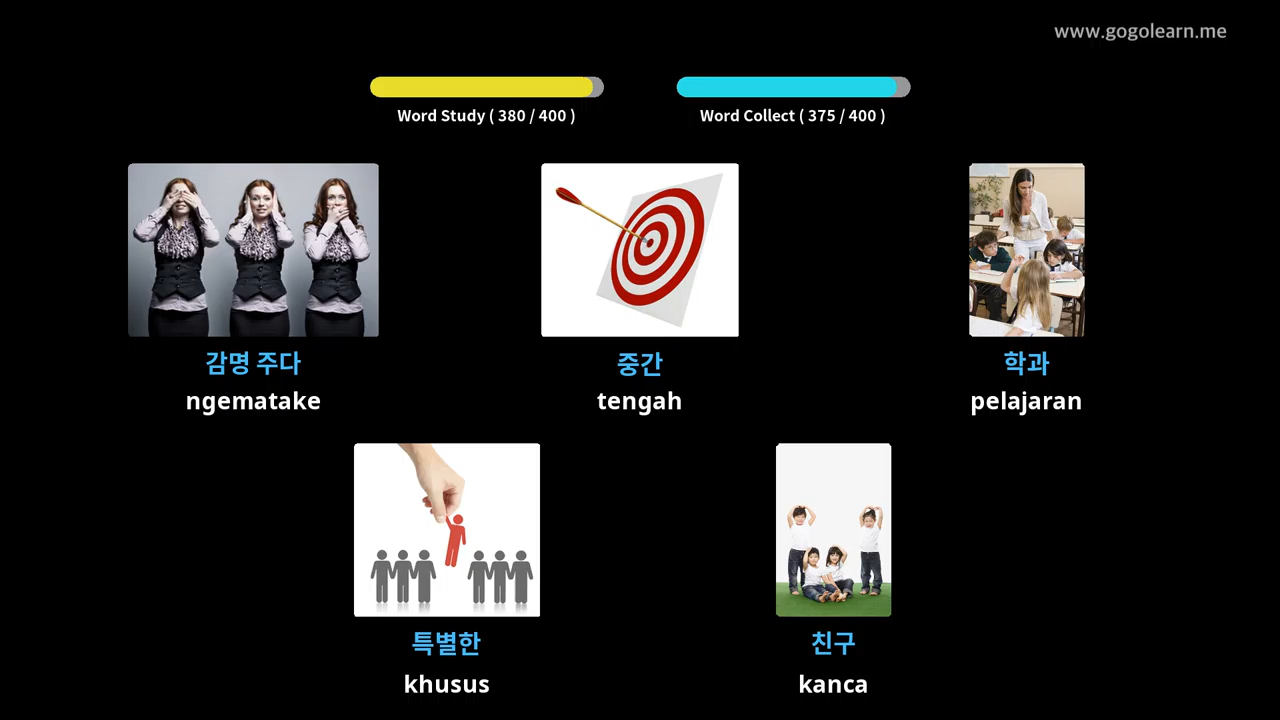 www.gogolearn.me
Word Study ( 380 / 400 )
Word Collect ( 375 / 400 )
감명 주다
ngematake
중간
tengah
학과
pelajaran
특별한
khusus
친구
kanca